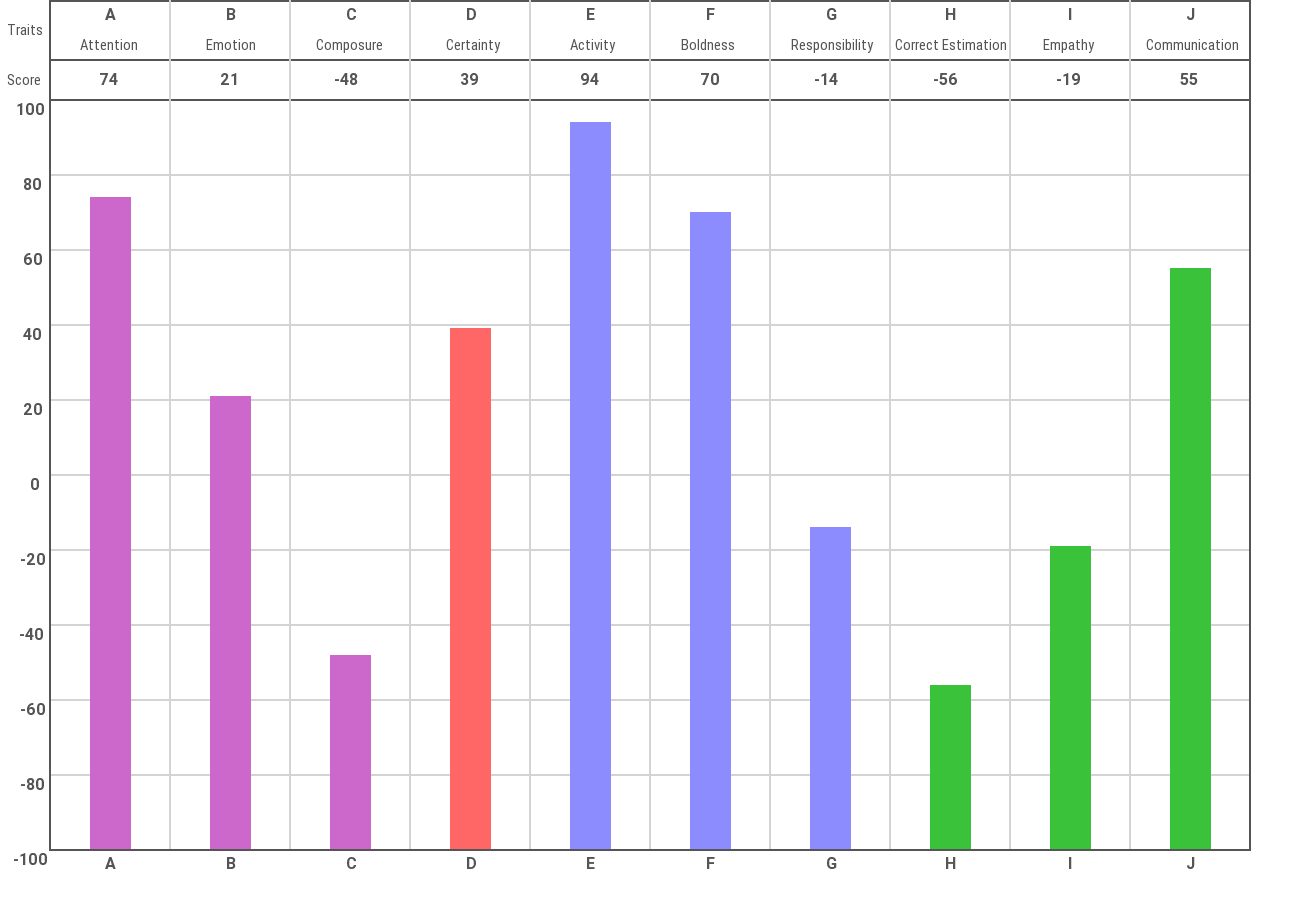 A B C D E F G H I J
Traits
Attention Emotion Composure Certainty Activity Boldness Responsibility Correct Estimation Empathy Communication
Score 74 21 -48 39 94 70 -14 -56 -19 55
100
80
60
40
20
0
-20
-40
-60
-80
-100
A B C D E F G H I J